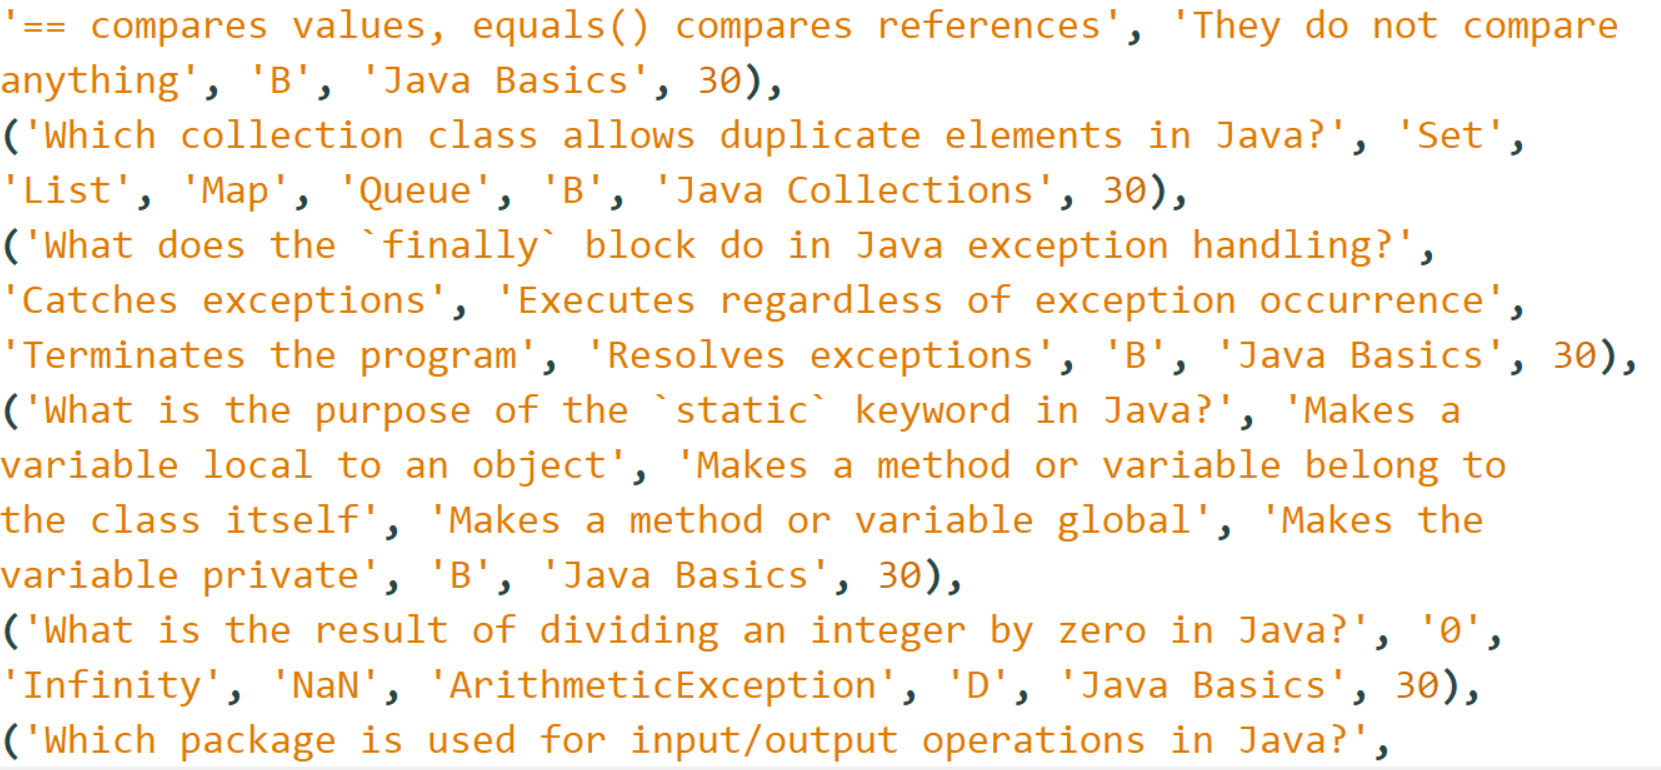 '== compares values, equals() compares references', 'They do not compare
anything', 'B', 'Java Basics', 30),
('Which collection class allows duplicate elements in Java?', 'Set',
'List', 'Map', 'Queue', 'B', 'Java Collections', 30),
('What does the `finally` block do in Java exception handling?',
'Catches exceptions', 'Executes regardless of exception occurrence',
'Terminates the program', 'Resolves exceptions', 'B', 'Java Basics', 30),
('What is the purpose of the `static` keyword in Java?', 'Makes a
variable local to an object', 'Makes a method or variable belong to
the class itself', 'Makes a method or variable global', 'Makes the
variable private', 'B', 'Java Basics', 30),
('What is the result of dividing an integer by zero in Java?', '0',
'Infinity', 'NaN', 'ArithmeticException', 'D', 'Java Basics', 30),
('Which package is used for input/output operations in Java?',